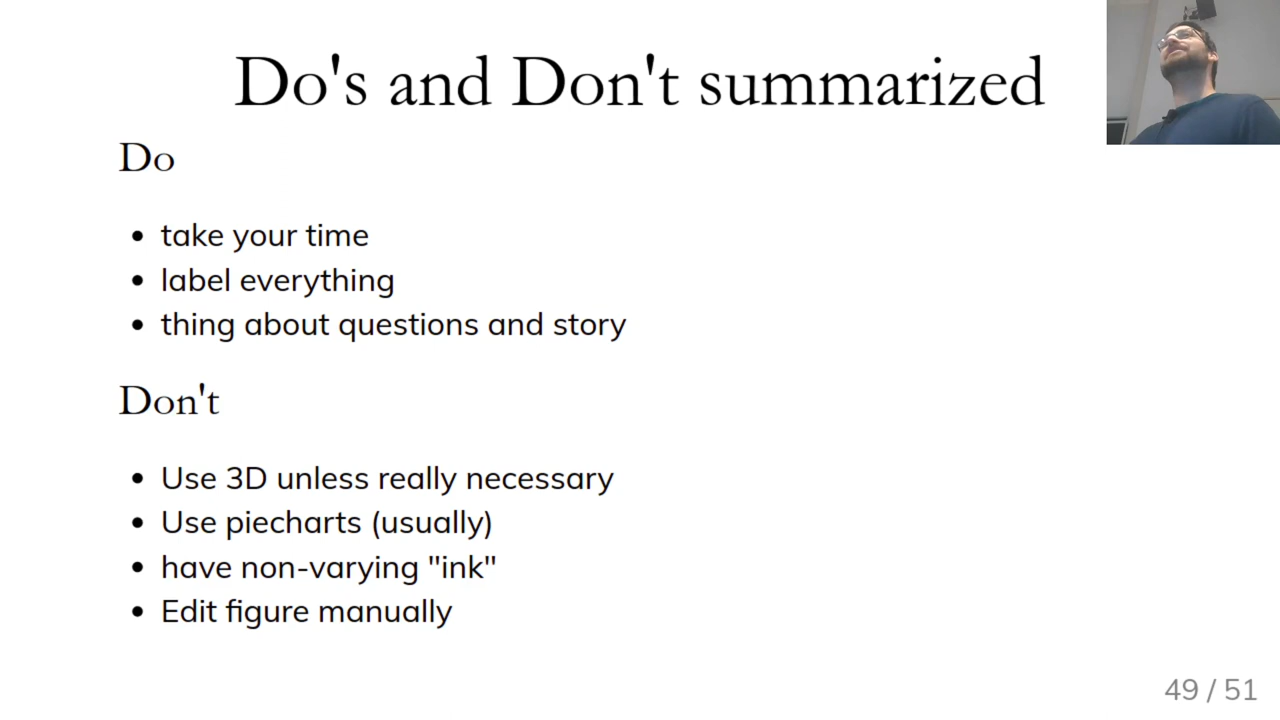 Do's and Don't summarized
Do
• take your time
• label everything
• thing about questions and story
Don't
• Use 3D unless really necessary
• Use piecharts (usually)
• have non-varying "ink"
• Edit figure manually
49 / 51